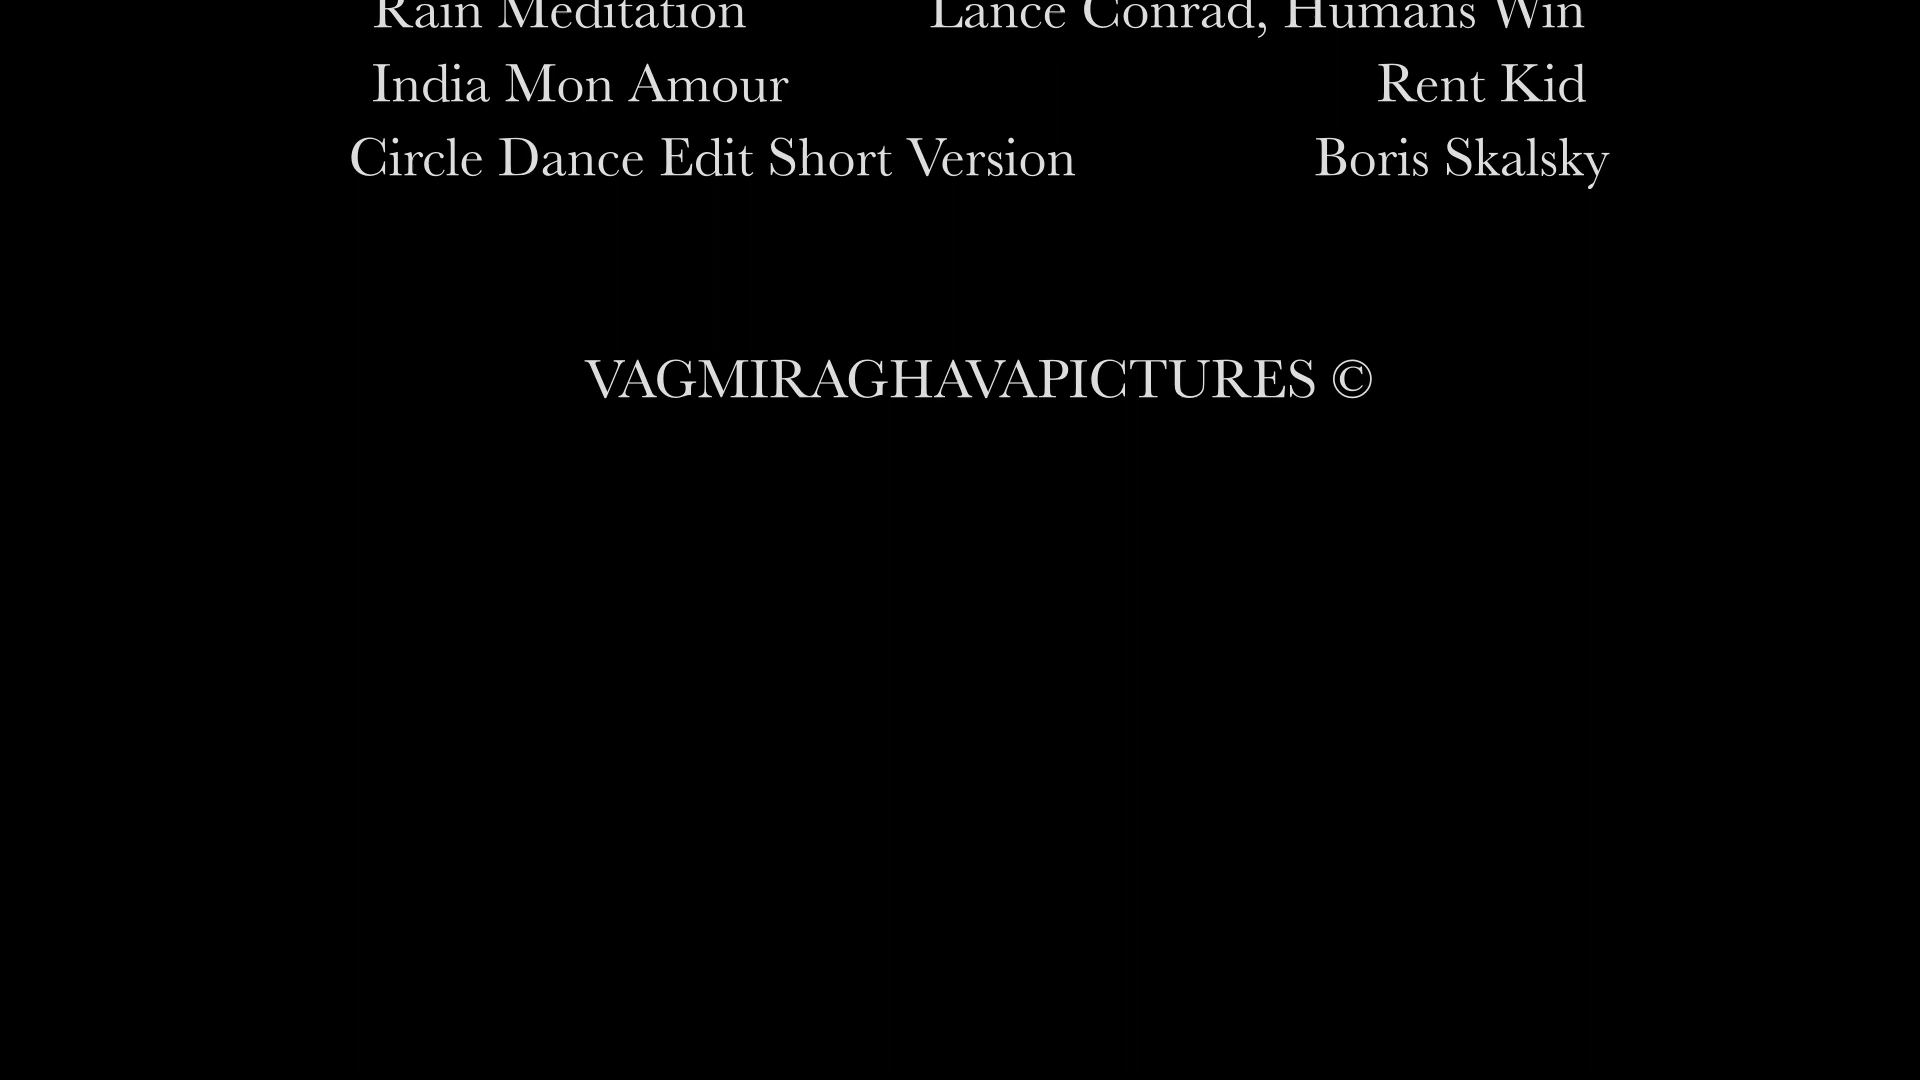 Rain Meditation Lance Conrad, Humans Win
India Mon Amour Rent Kid
Circle Dance Edit Short Version Boris Skalsky
VAGMIRAGHAVAPICTURES ©